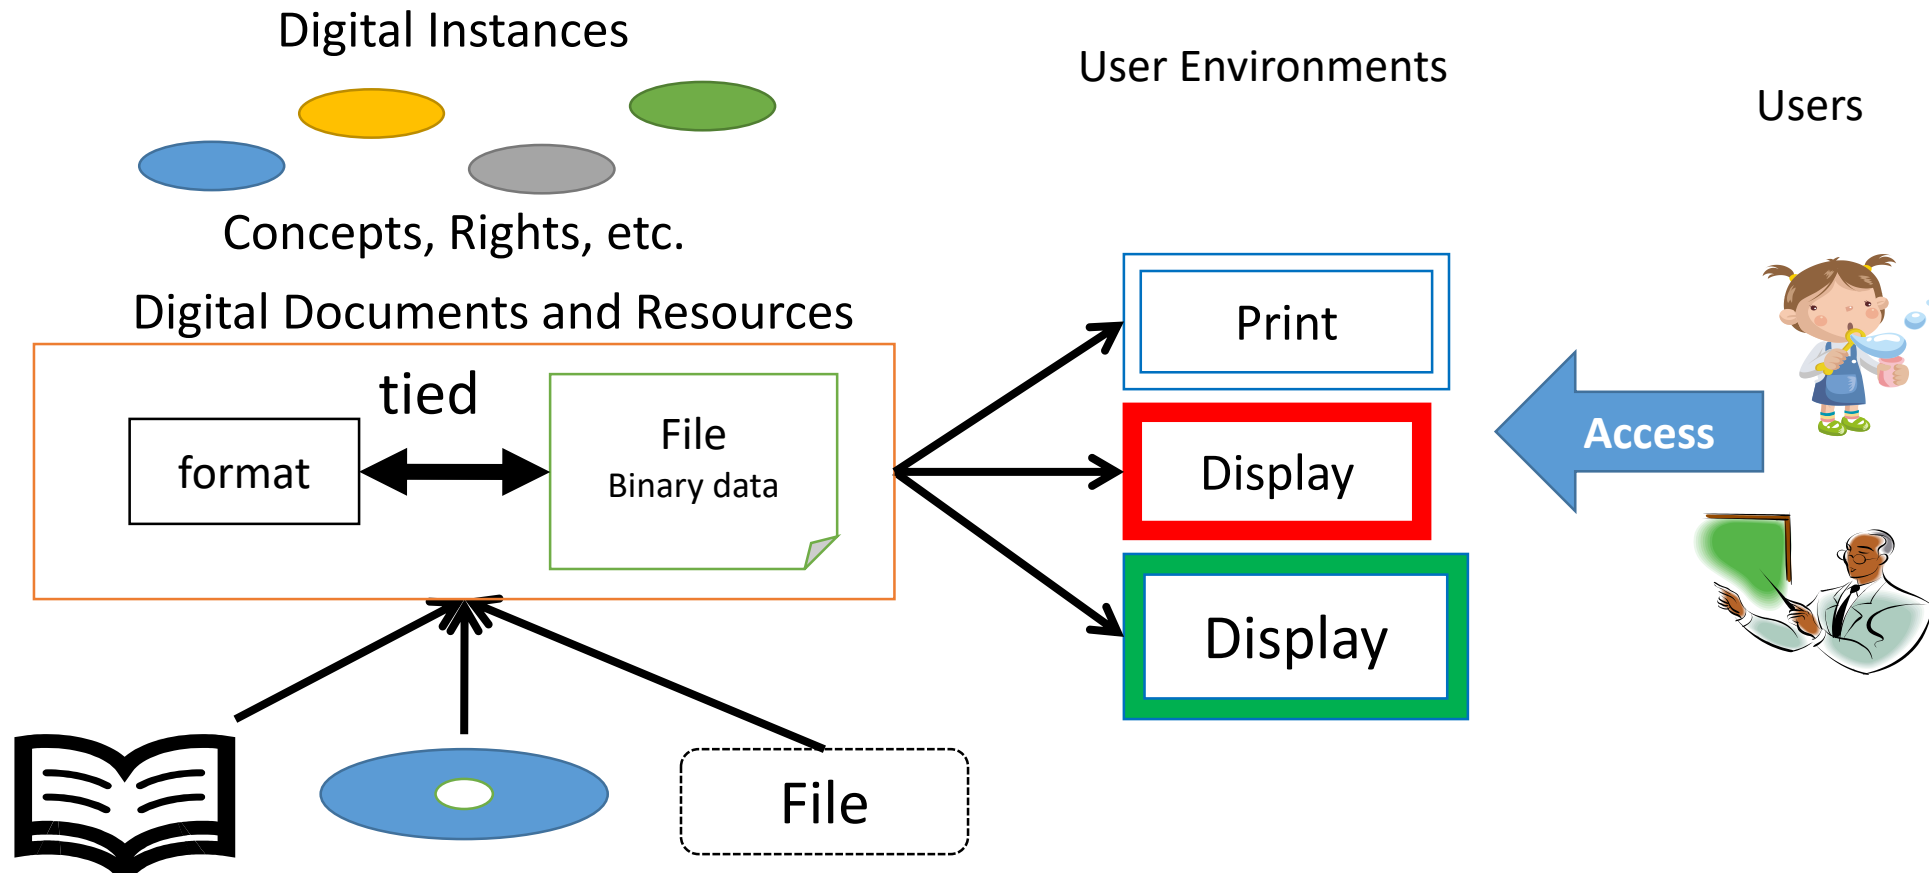 Digital Instances
User Environments
Users
Concepts, Rights, etc.
Digital Documents and Resources
tied
format
File
Binary data
Print
Display
Display
Access
File